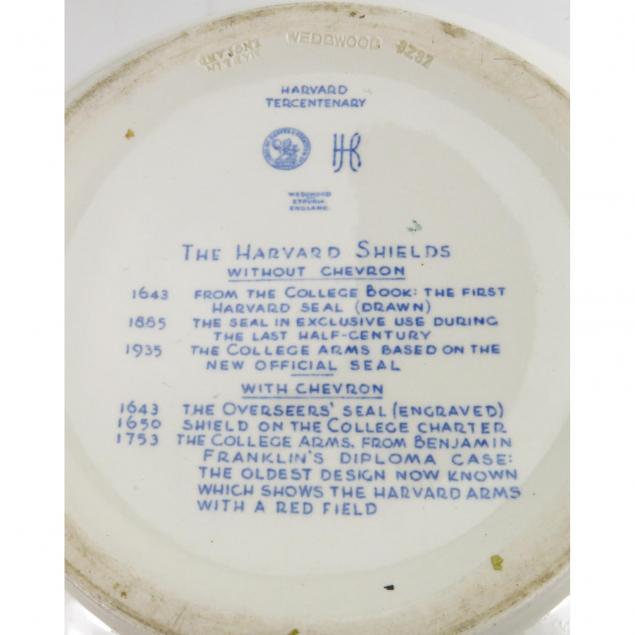 WEDGWOOD
HARVARD
TERCENTENARY
WEDGWOOD
ETRURIA
ENGLAND
THE HARVARD SHIELDS
WITHOUT CHEVRON
1643 FROM THE COLLEGE BOOK: THE FIRST
HARVARD SEAL (DRAWN)
1885 THE SEAL IN EXCLUSIVE USE DURING
THE LAST HALF-CENTURY
1935 THE COLLEGE ARMS BASED ON THE
NEW OFFICIAL SEAL
WITH CHEVRON
1643 THE OVERSEERS' SEAL (ENGRAVED)
1650 SHIELD ON THE COLLEGE CHARTER
1753 THE COLLEGE ARMS, FROM BENJAMIN
FRANKLIN'S DIPLOMA CASE:
THE OLDEST DESIGN NOW KNOWN
WHICH SHOWS THE HARVARD ARMS
WITH A RED FIELD